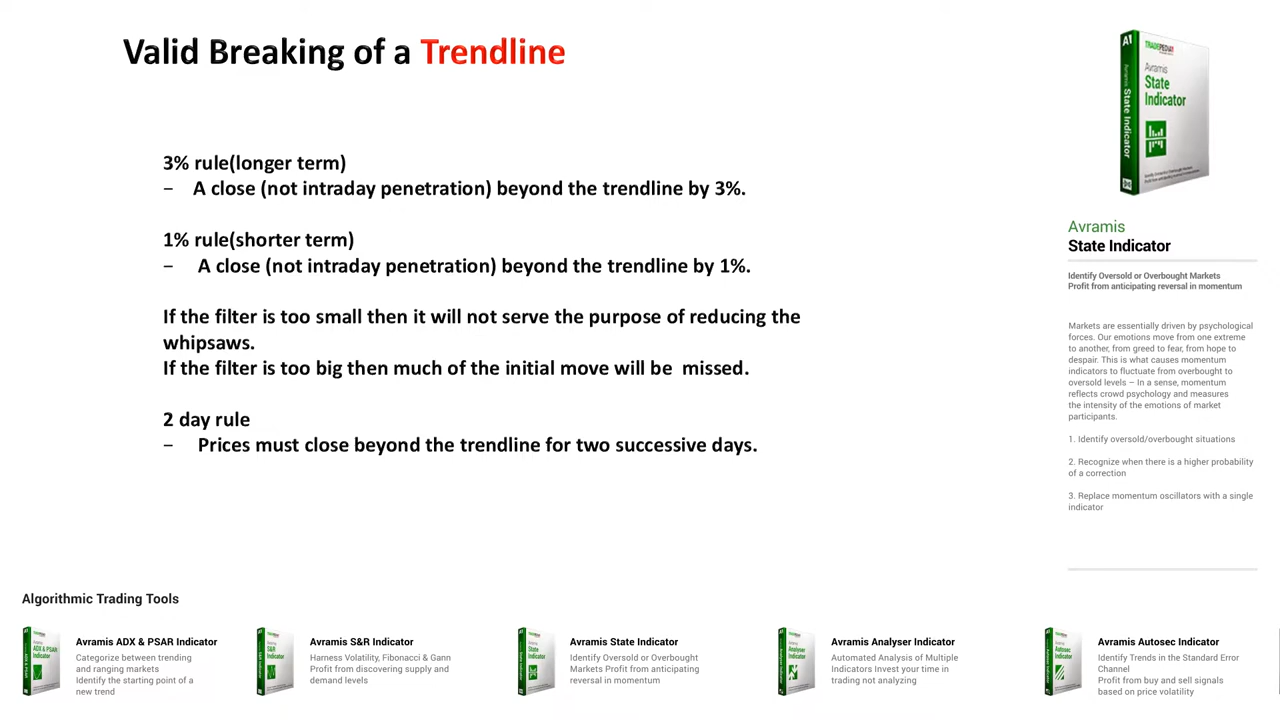 Valid Breaking of a Trendline
3% rule(longer term)
– A close (not intraday penetration) beyond the trendline by 3%.
1% rule(shorter term)
– A close (not intraday penetration) beyond the trendline by 1%.
If the filter is too small then it will not serve the purpose of reducing the
whipsaws.
If the filter is too big then much of the initial move will be missed.
2 day rule
– Prices must close beyond the trendline for two successive days.
A1
TRADEPEDIA
Avramis
State
Indicator
Avramis State Indicator
Avramis
State Indicator
Identify Oversold or Overbought Markets
Profit from anticipating reversal in momentum
Markets are essentially driven by psychological
forces. Our emotions move from one extreme
to another, from greed to fear, from hope to
despair. This is what causes momentum
indicators to fluctuate from overbought to
oversold levels – In a sense, momentum
reflects crowd psychology and measures
the intensity of the emotions of market
participants.
1. Identify oversold/overbought situations
2. Recognize when there is a higher probability
of a correction
3. Replace momentum oscillators with a single
indicator
Algorithmic Trading Tools
Avramis ADX & PSAR Indicator
Categorize between trending
and ranging markets
Identify the starting point of a
new trend
Avramis S&R Indicator
Harness Volatility, Fibonacci & Gann
Profit from discovering supply and
demand levels
Avramis State Indicator
Identify Oversold or Overbought
Markets Profit from anticipating
reversal in momentum
Avramis Analyser Indicator
Automated Analysis of Multiple
Indicators Invest your time in
trading not analyzing
Avramis Autosec Indicator
Identify Trends in the Standard Error
Channel
Profit from buy and sell signals
based on price volatility